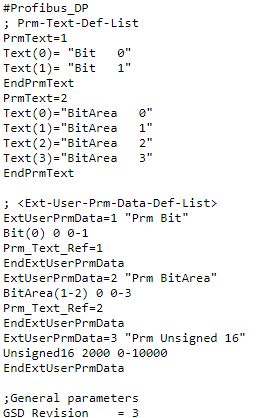 #Profibus_DP
; Prm-Text-Def-List
PrmText=1
Text(0)= "Bit   0"
Text(1)= "Bit   1"
EndPrmText
PrmText=2
Text(0)="BitArea   0"
Text(1)="BitArea   1"
Text(2)="BitArea   2"
Text(3)="BitArea   3"
EndPrmText

; <Ext-User-Prm-Data-Def-List>
ExtUserPrmData=1 "Prm Bit"
Bit(0) 0 0-1
Prm_Text_Ref=1
EndExtUserPrmData
ExtUserPrmData=2 "Prm BitArea"
BitArea(1-2) 0 0-3
Prm_Text_Ref=2
EndExtUserPrmData
ExtUserPrmData=3 "Prm Unsigned 16"
Unsigned16 2000 0-10000
EndExtUserPrmData

;General parameters
GSD_Revision    = 3